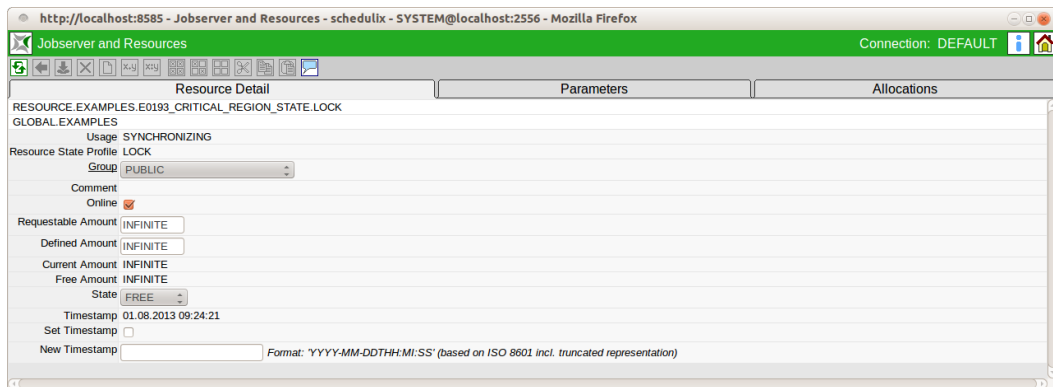 http://localhost:8585 - Jobserver and Resources - schedulix - SYSTEM@localhost:2556 - Mozilla Firefox
Jobserver and Resources Connection: DEFAULT
Resource Detail Parameters Allocations
RESOURCE.EXAMPLES.E0193_CRITICAL_REGION_STATE.LOCK
GLOBAL.EXAMPLES
Usage SYNCHRONIZING
Resource State Profile LOCK
Group PUBLIC
Comment
Online
Requestable Amount INFINITE
Defined Amount INFINITE
Current Amount INFINITE
Free Amount INFINITE
State FREE
Timestamp 01.08.2013 09:24:21
Set Timestamp
New Timestamp Format: 'YYYY-MM-DDTHH:MI:SS' (based on ISO 8601 incl. truncated representation)